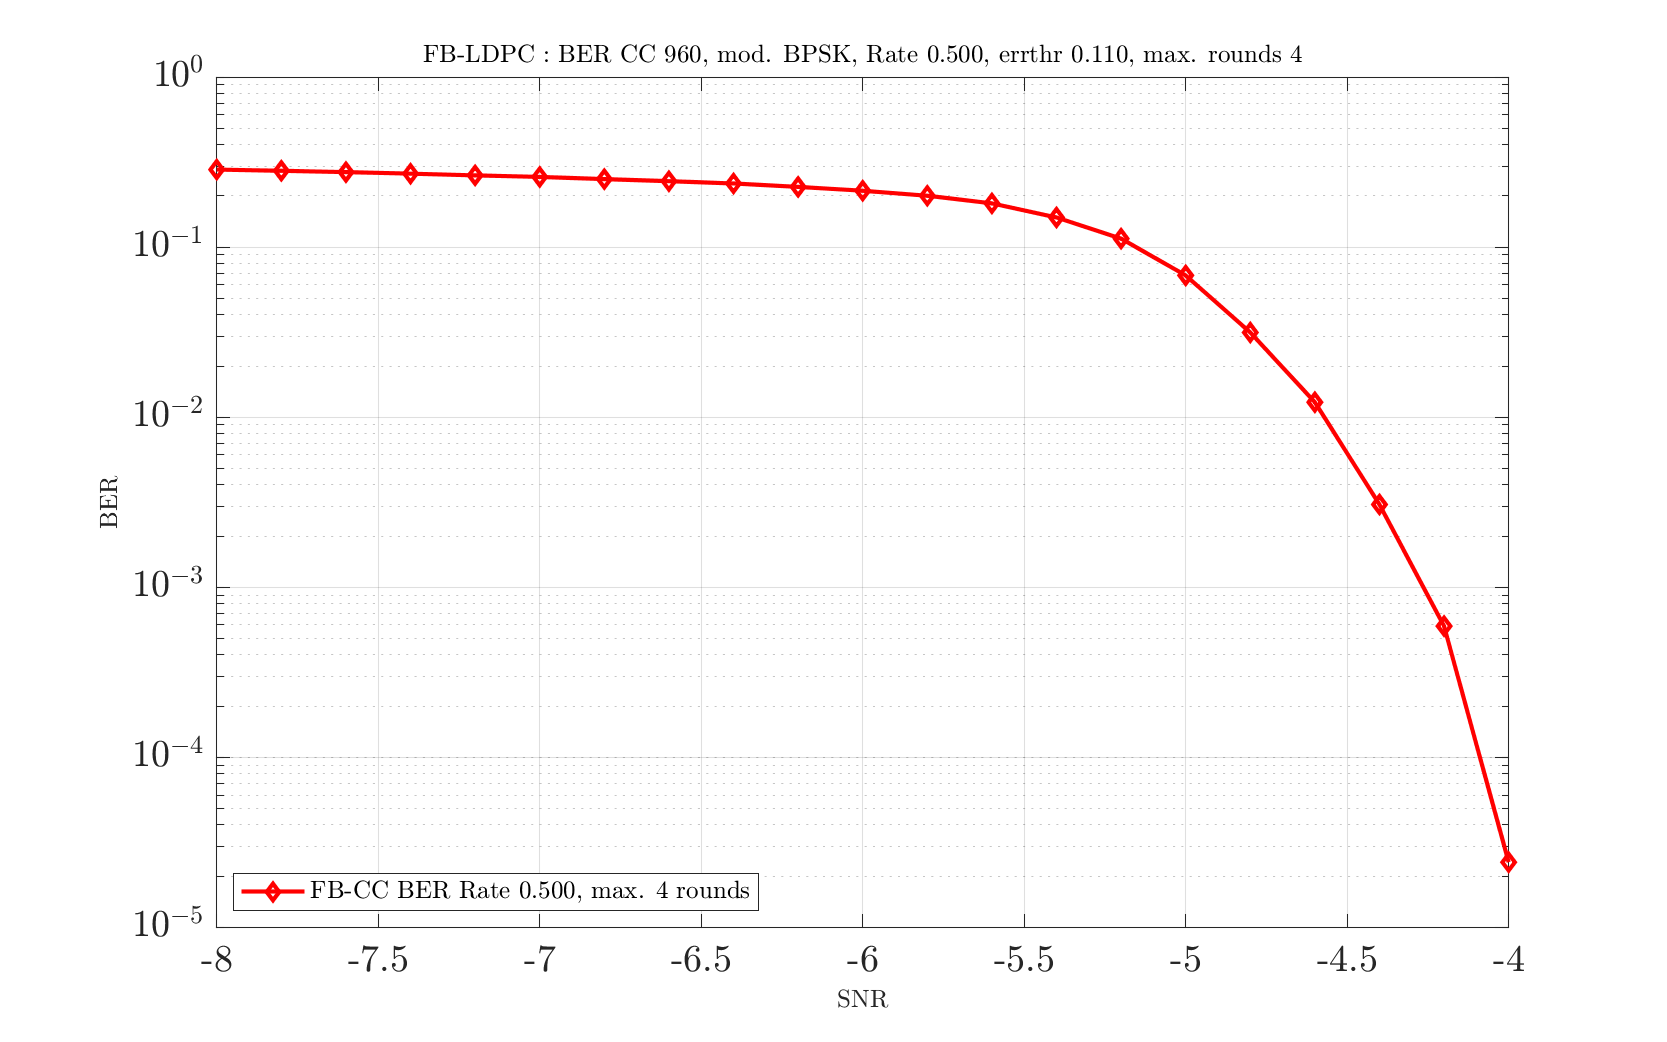 FB-LDPC : BER CC 960, mod. BPSK, Rate 0.500, errthr 0.110, max. rounds 4
10^0
10^−1
10^−2
10^−3
10^−4
10^−5
BER
FB-CC BER Rate 0.500, max. 4 rounds
-8 -7.5 -7 -6.5 -6 -5.5 -5 -4.5 -4
SNR